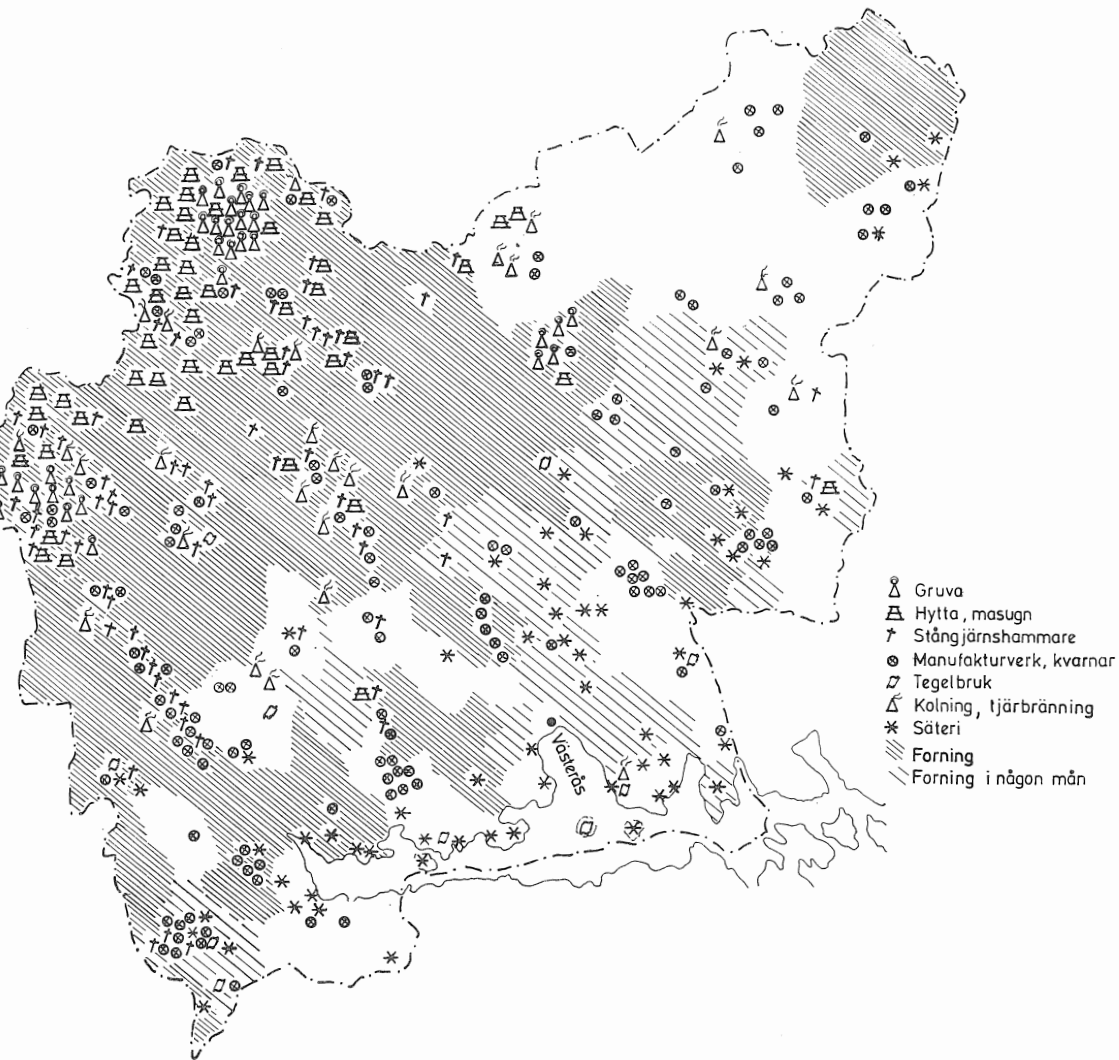 Västerås
Gruva
Hytta, masugn
Stångjärnshammare
Manufakturverk, kvarnar
Tegelbruk
Kolning, tjärbränning
Säteri
Forning
Forning i någon mån